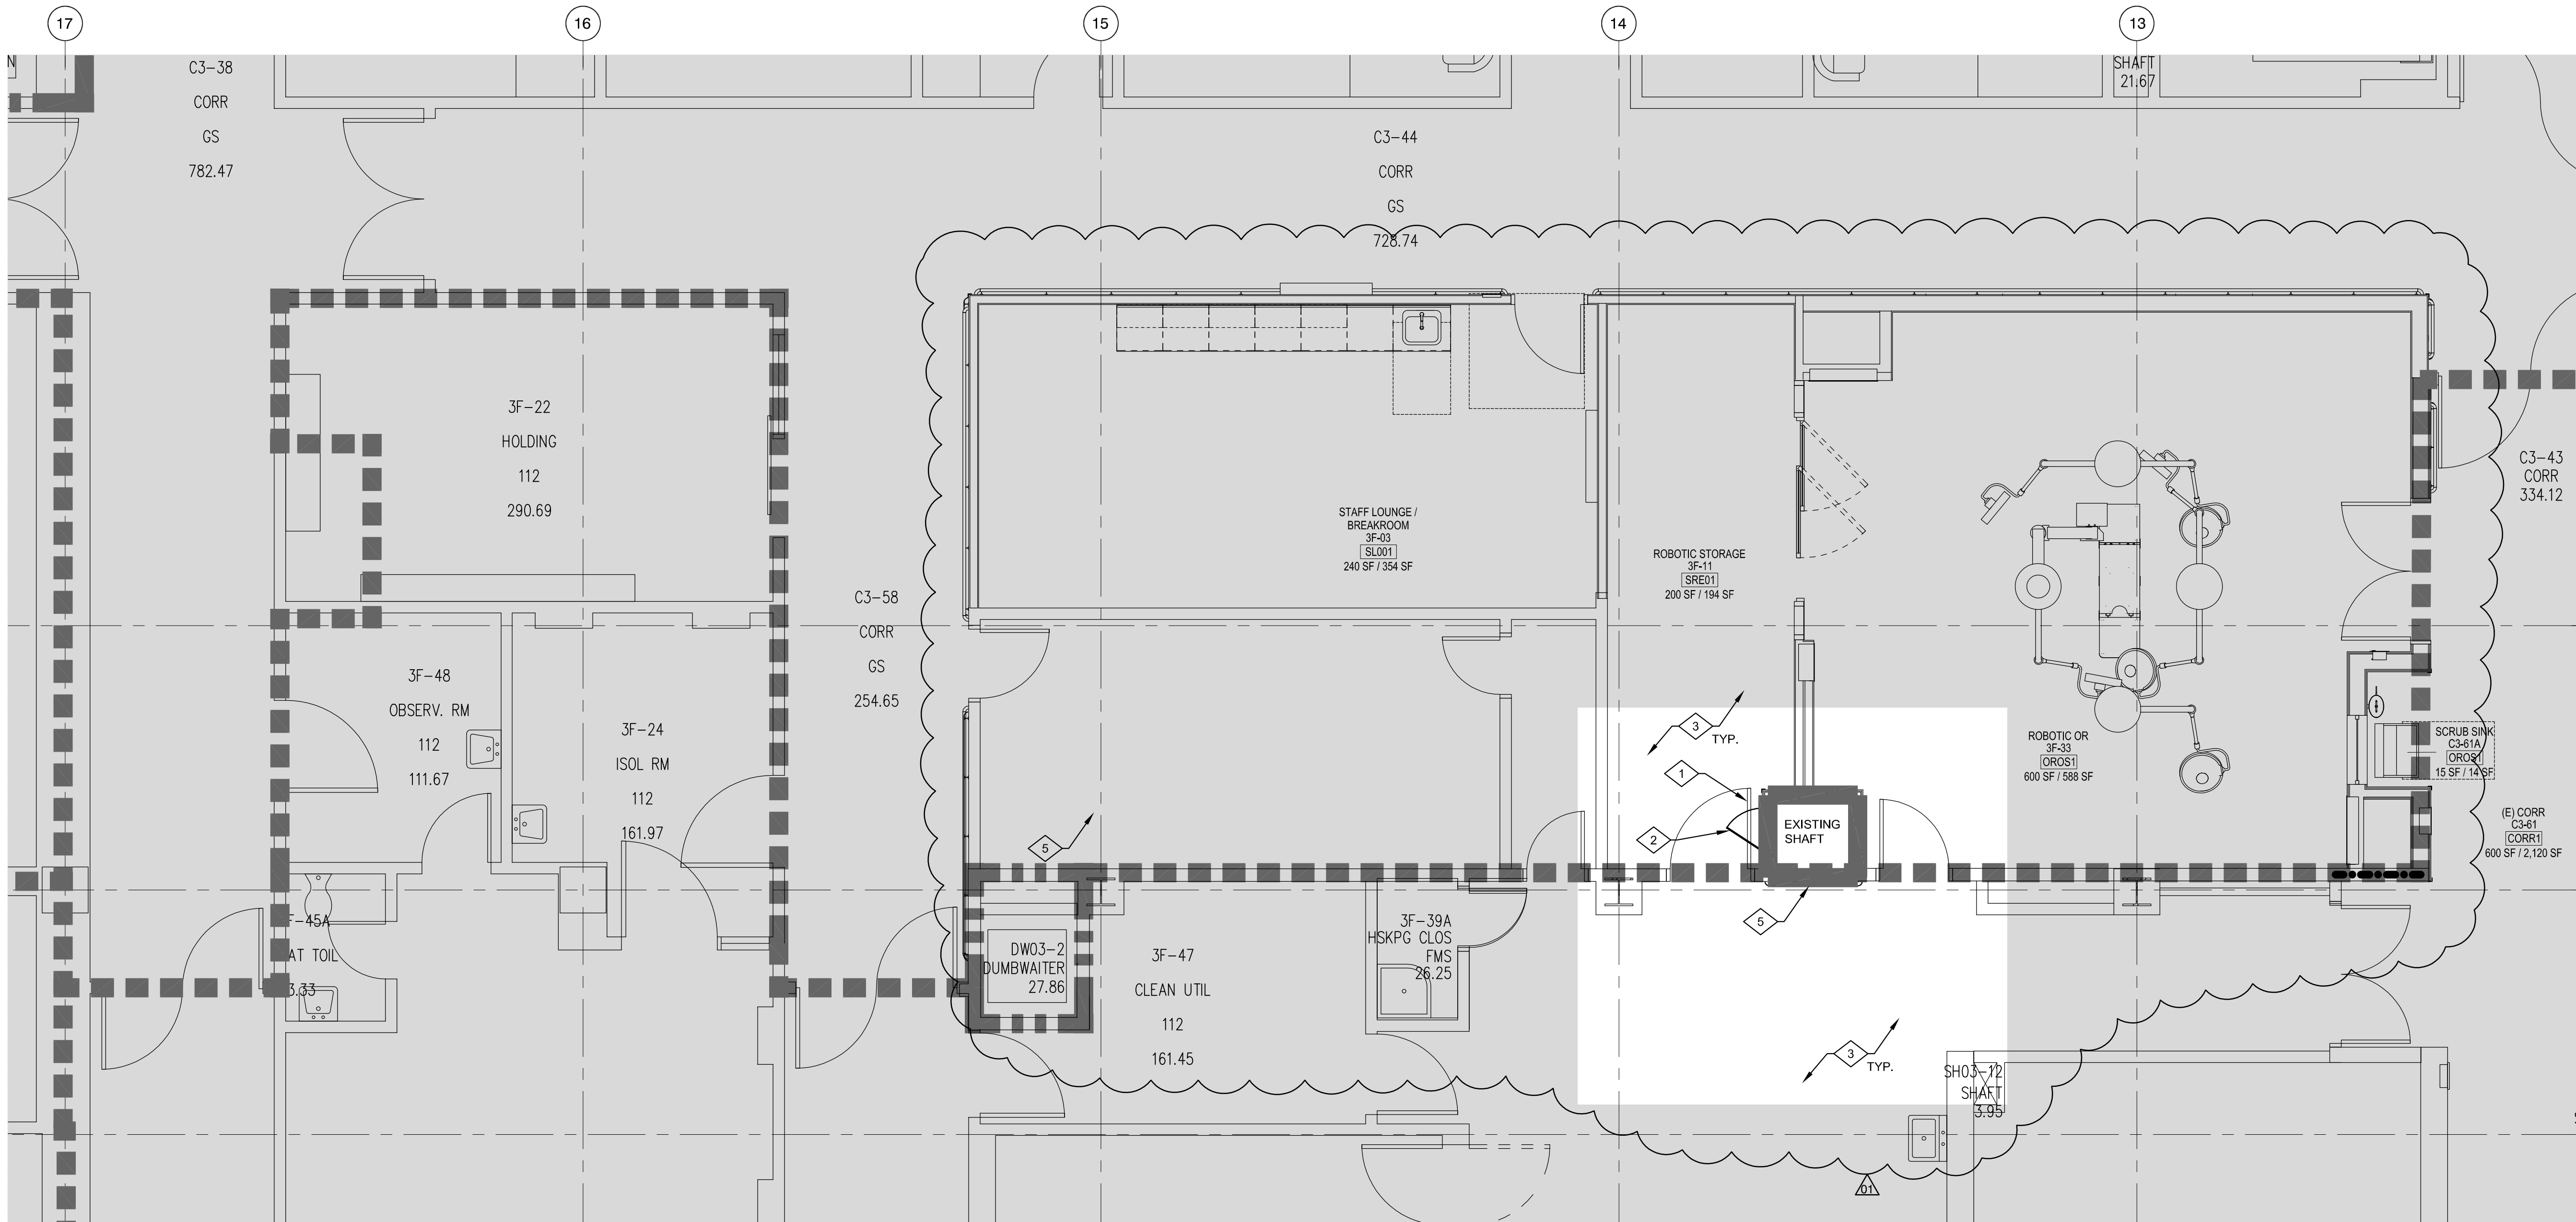 17
16
15
14
13
N
C3-38
CORR
GS
782.47
C3-44
CORR
GS
728.74
SHAFT
21.67
3F-22
HOLDING
112
290.69
STAFF LOUNGE /
BREAKROOM
3F-03
SL001
240 SF / 354 SF
ROBOTIC STORAGE
3F-11
SRE01
200 SF / 194 SF
C3-43
CORR
334.12
C3-58
CORR
GS
254.65
3F-48
OBSERV. RM
112
111.67
3F-24
ISOL RM
112
161.97
3
TYP.
1
2
EXISTING
SHAFT
5
5
ROBOTIC OR
3F-33
OROS1
600 SF / 588 SF
SCRUB SINK
C3-61A
OROS1
15 SF / 14 SF
(E) CORR
C3-61
CORR1
600 SF / 2,120 SF
F-45A
AT TOIL
3.33
DW03-2
DUMBWAITER
27.86
3F-47
CLEAN UTIL
112
161.45
3F-39A
HSKPG CLOS
FMS
26.25
3
TYP.
SH03-12
SHAFT
3.95
01